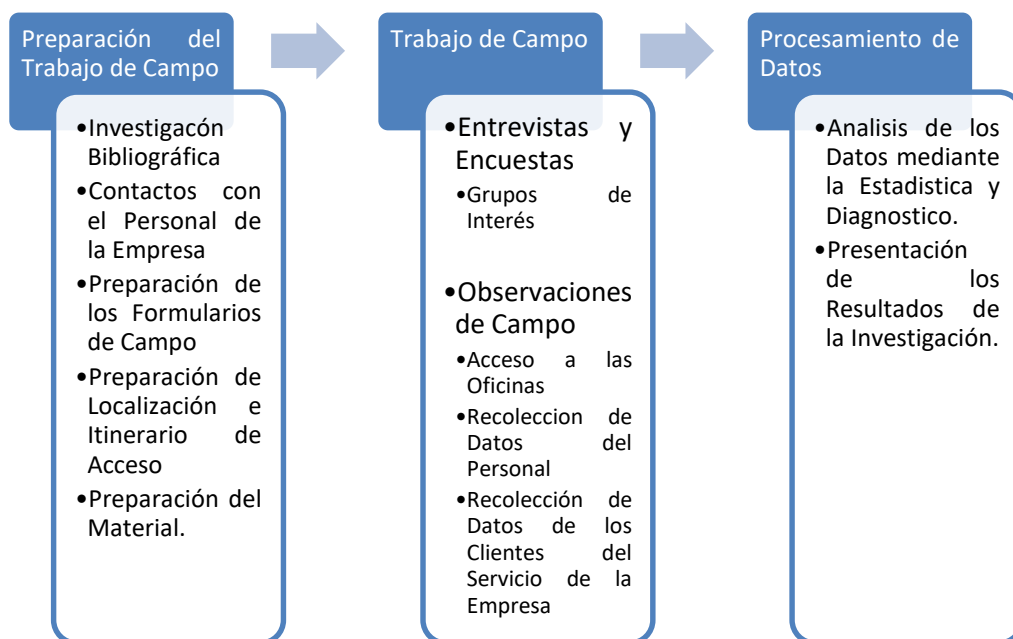 Preparación del
Trabajo de Campo
•Investigacón
Bibliográfica
•Contactos con
el Personal de
la Empresa
•Preparación de
los Formularios
de Campo
•Preparación de
Localización e
Itinerario de
Acceso
•Preparación del
Material.
Trabajo de Campo
•Entrevistas y
Encuestas
•Grupos de
Interés
•Observaciones
de Campo
•Acceso a las
Oficinas
•Recoleccion de
Datos del
Personal
•Recolección de
Datos de los
Clientes del
Servicio de la
Empresa
Procesamiento de
Datos
•Analisis de los
Datos mediante
la Estadistica y
Diagnostico.
•Presentación
de los
Resultados de
la Investigación.